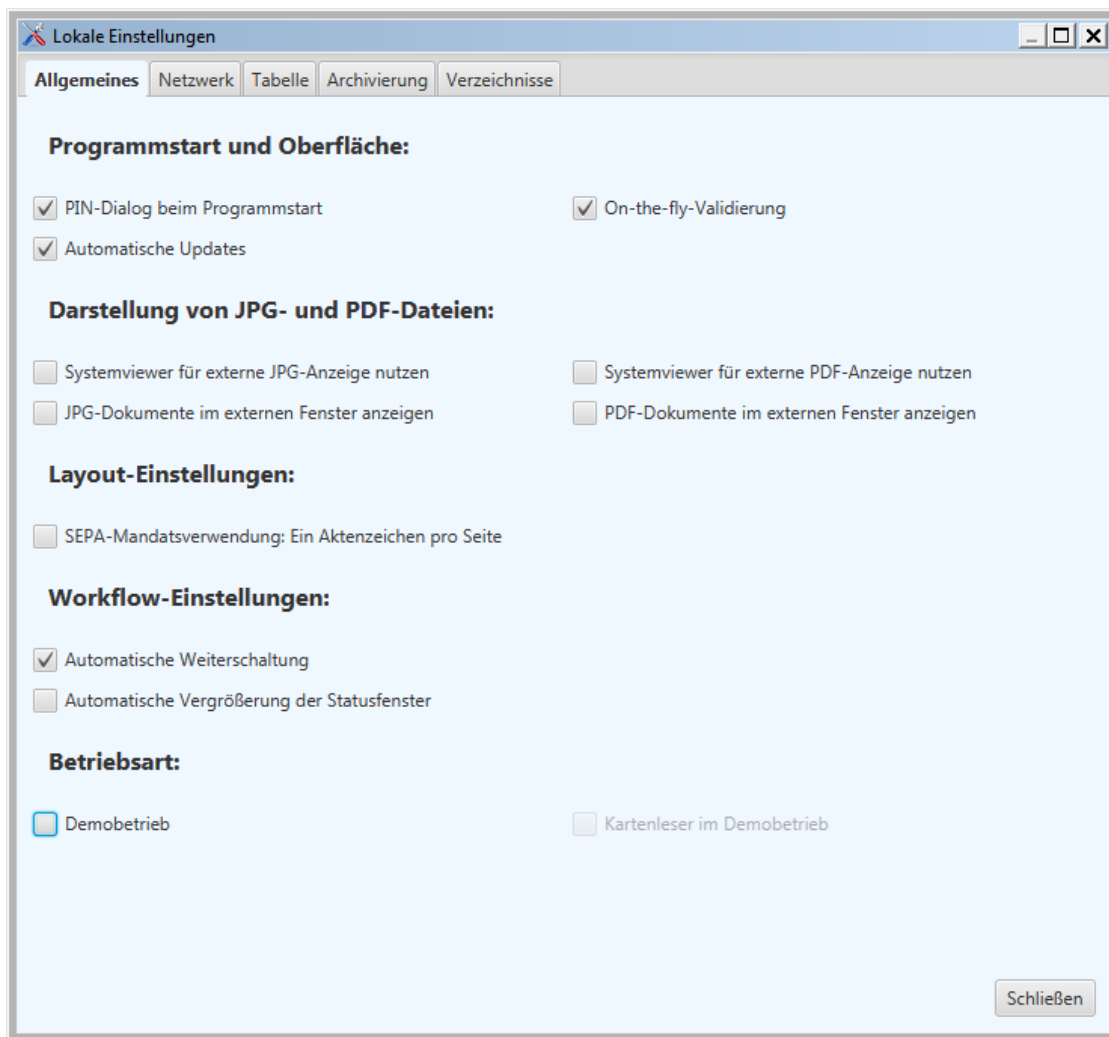 Lokale Einstellungen
Allgemeines Netzwerk Tabelle Archivierung Verzeichnisse
Programmstart und Oberfläche:
PIN-Dialog beim Programmstart On-the-fly-Validierung
Automatische Updates
Darstellung von JPG- und PDF-Dateien:
Systemviewer für externe JPG-Anzeige nutzen Systemviewer für externe PDF-Anzeige nutzen
JPG-Dokumente im externen Fenster anzeigen PDF-Dokumente im externen Fenster anzeigen
Layout-Einstellungen:
SEPA-Mandatsverwendung: Ein Aktenzeichen pro Seite
Workflow-Einstellungen:
Automatische Weiterschaltung
Automatische Vergrößerung der Statusfenster
Betriebsart:
Demobetrieb Kartenleser im Demobetrieb
Schließen